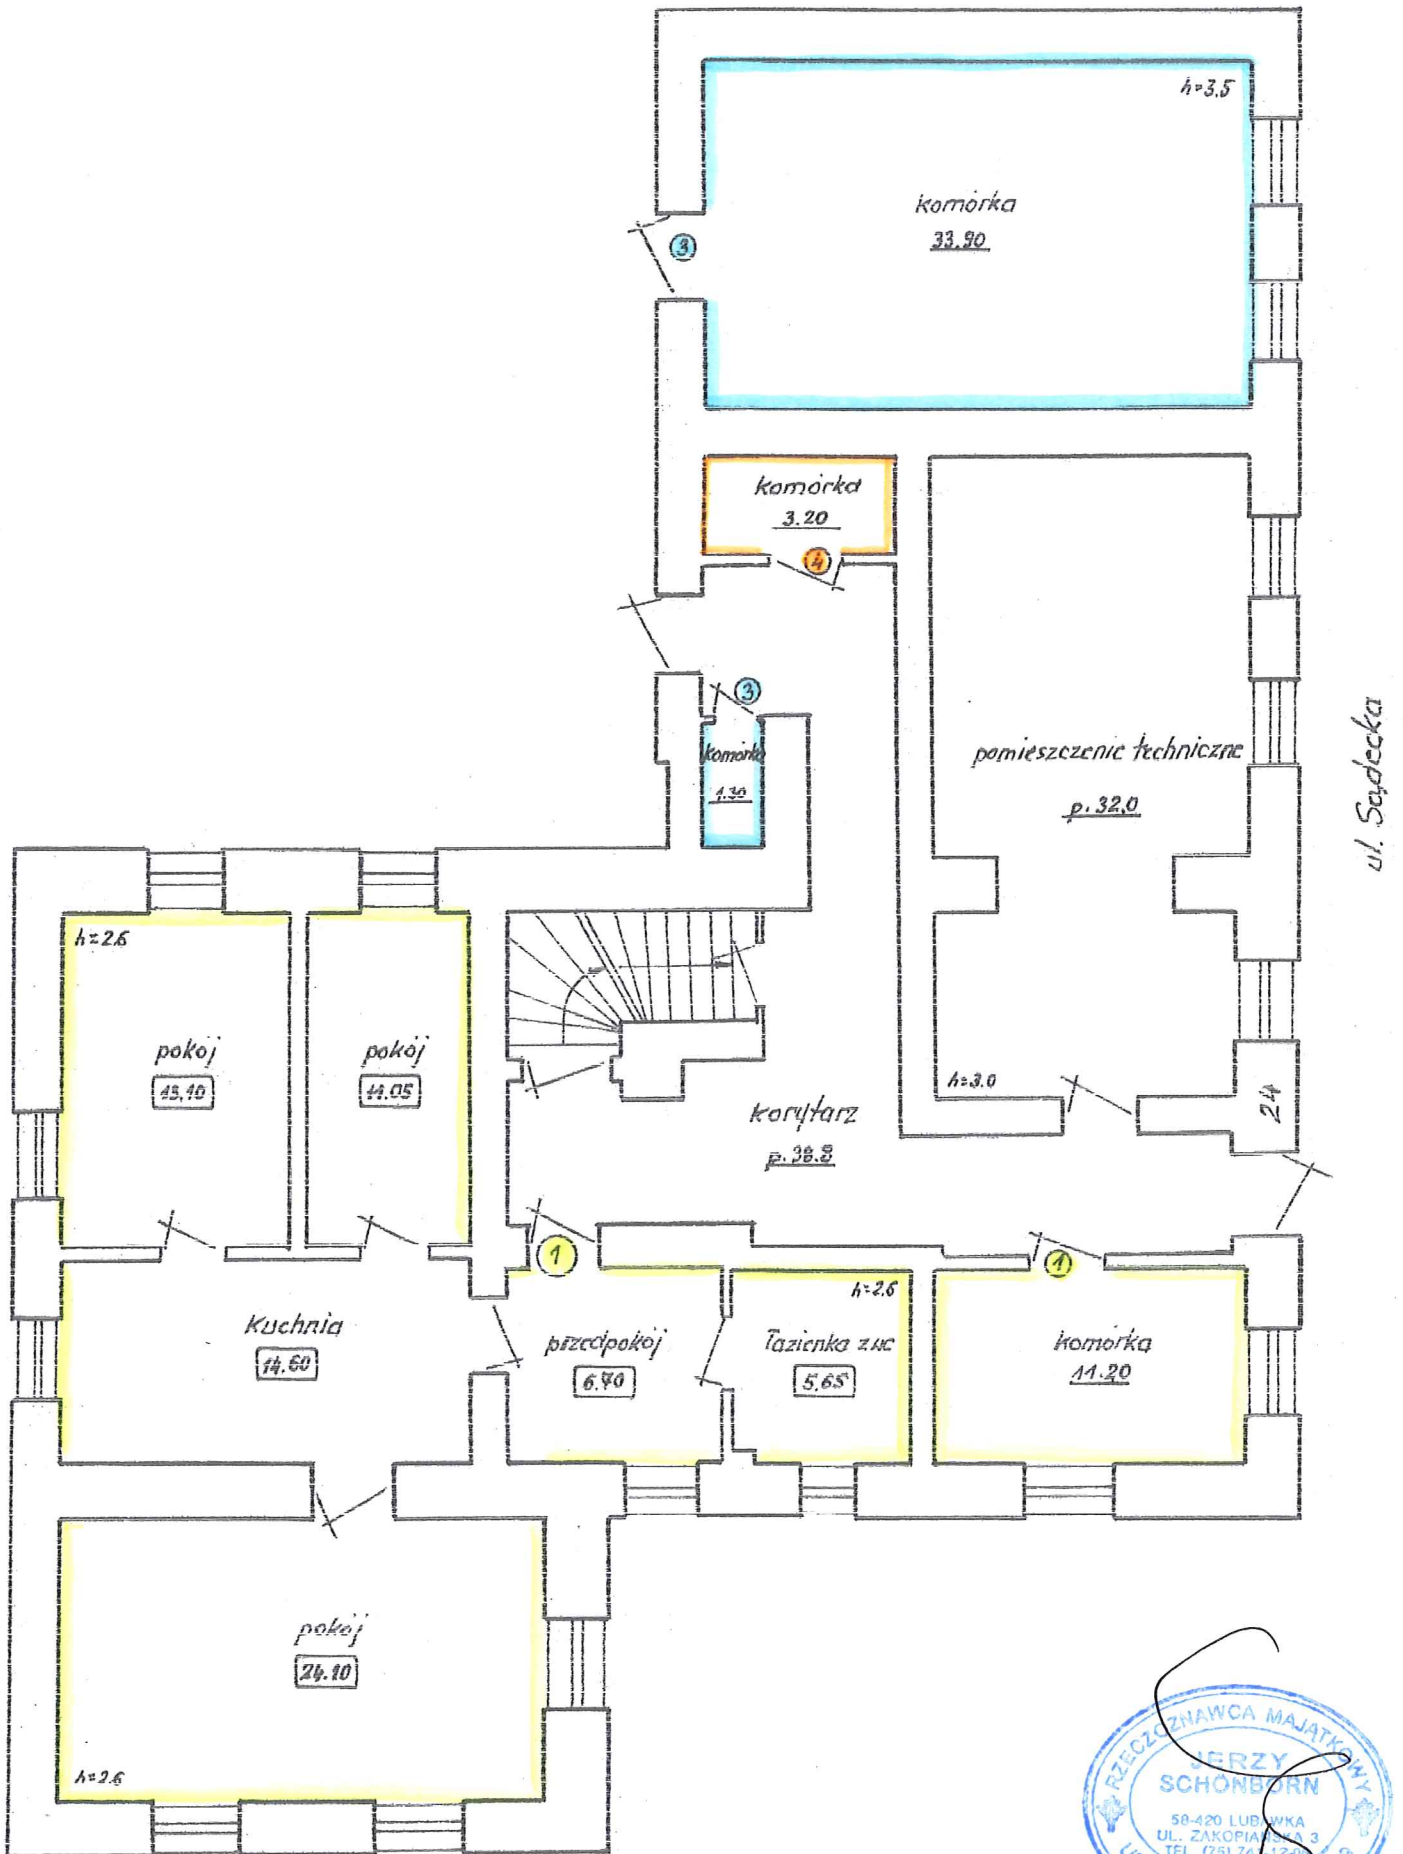 h=3.5
komórka
33.90
3
komórka
3.20
4
3
komórka
1.30
pomieszczenie techniczne
p. 32,0
ul. Sądecka
h=2.6
pokój
13,10
pokój
11.05
h=3.0
24
korytarz
p. 38.8
1
1
kuchnia
14.60
przedpokój
6.70
h=2.6
łazienka z wc
5,65
komórka
11.20
pokój
24.10
h=2.6
RZECZOZNAWCA MAJĄTKOWY
JERZY
SCHÖNBORN
58-420 LUBAWKA
UL. ZAKOPIAŃSKA 3